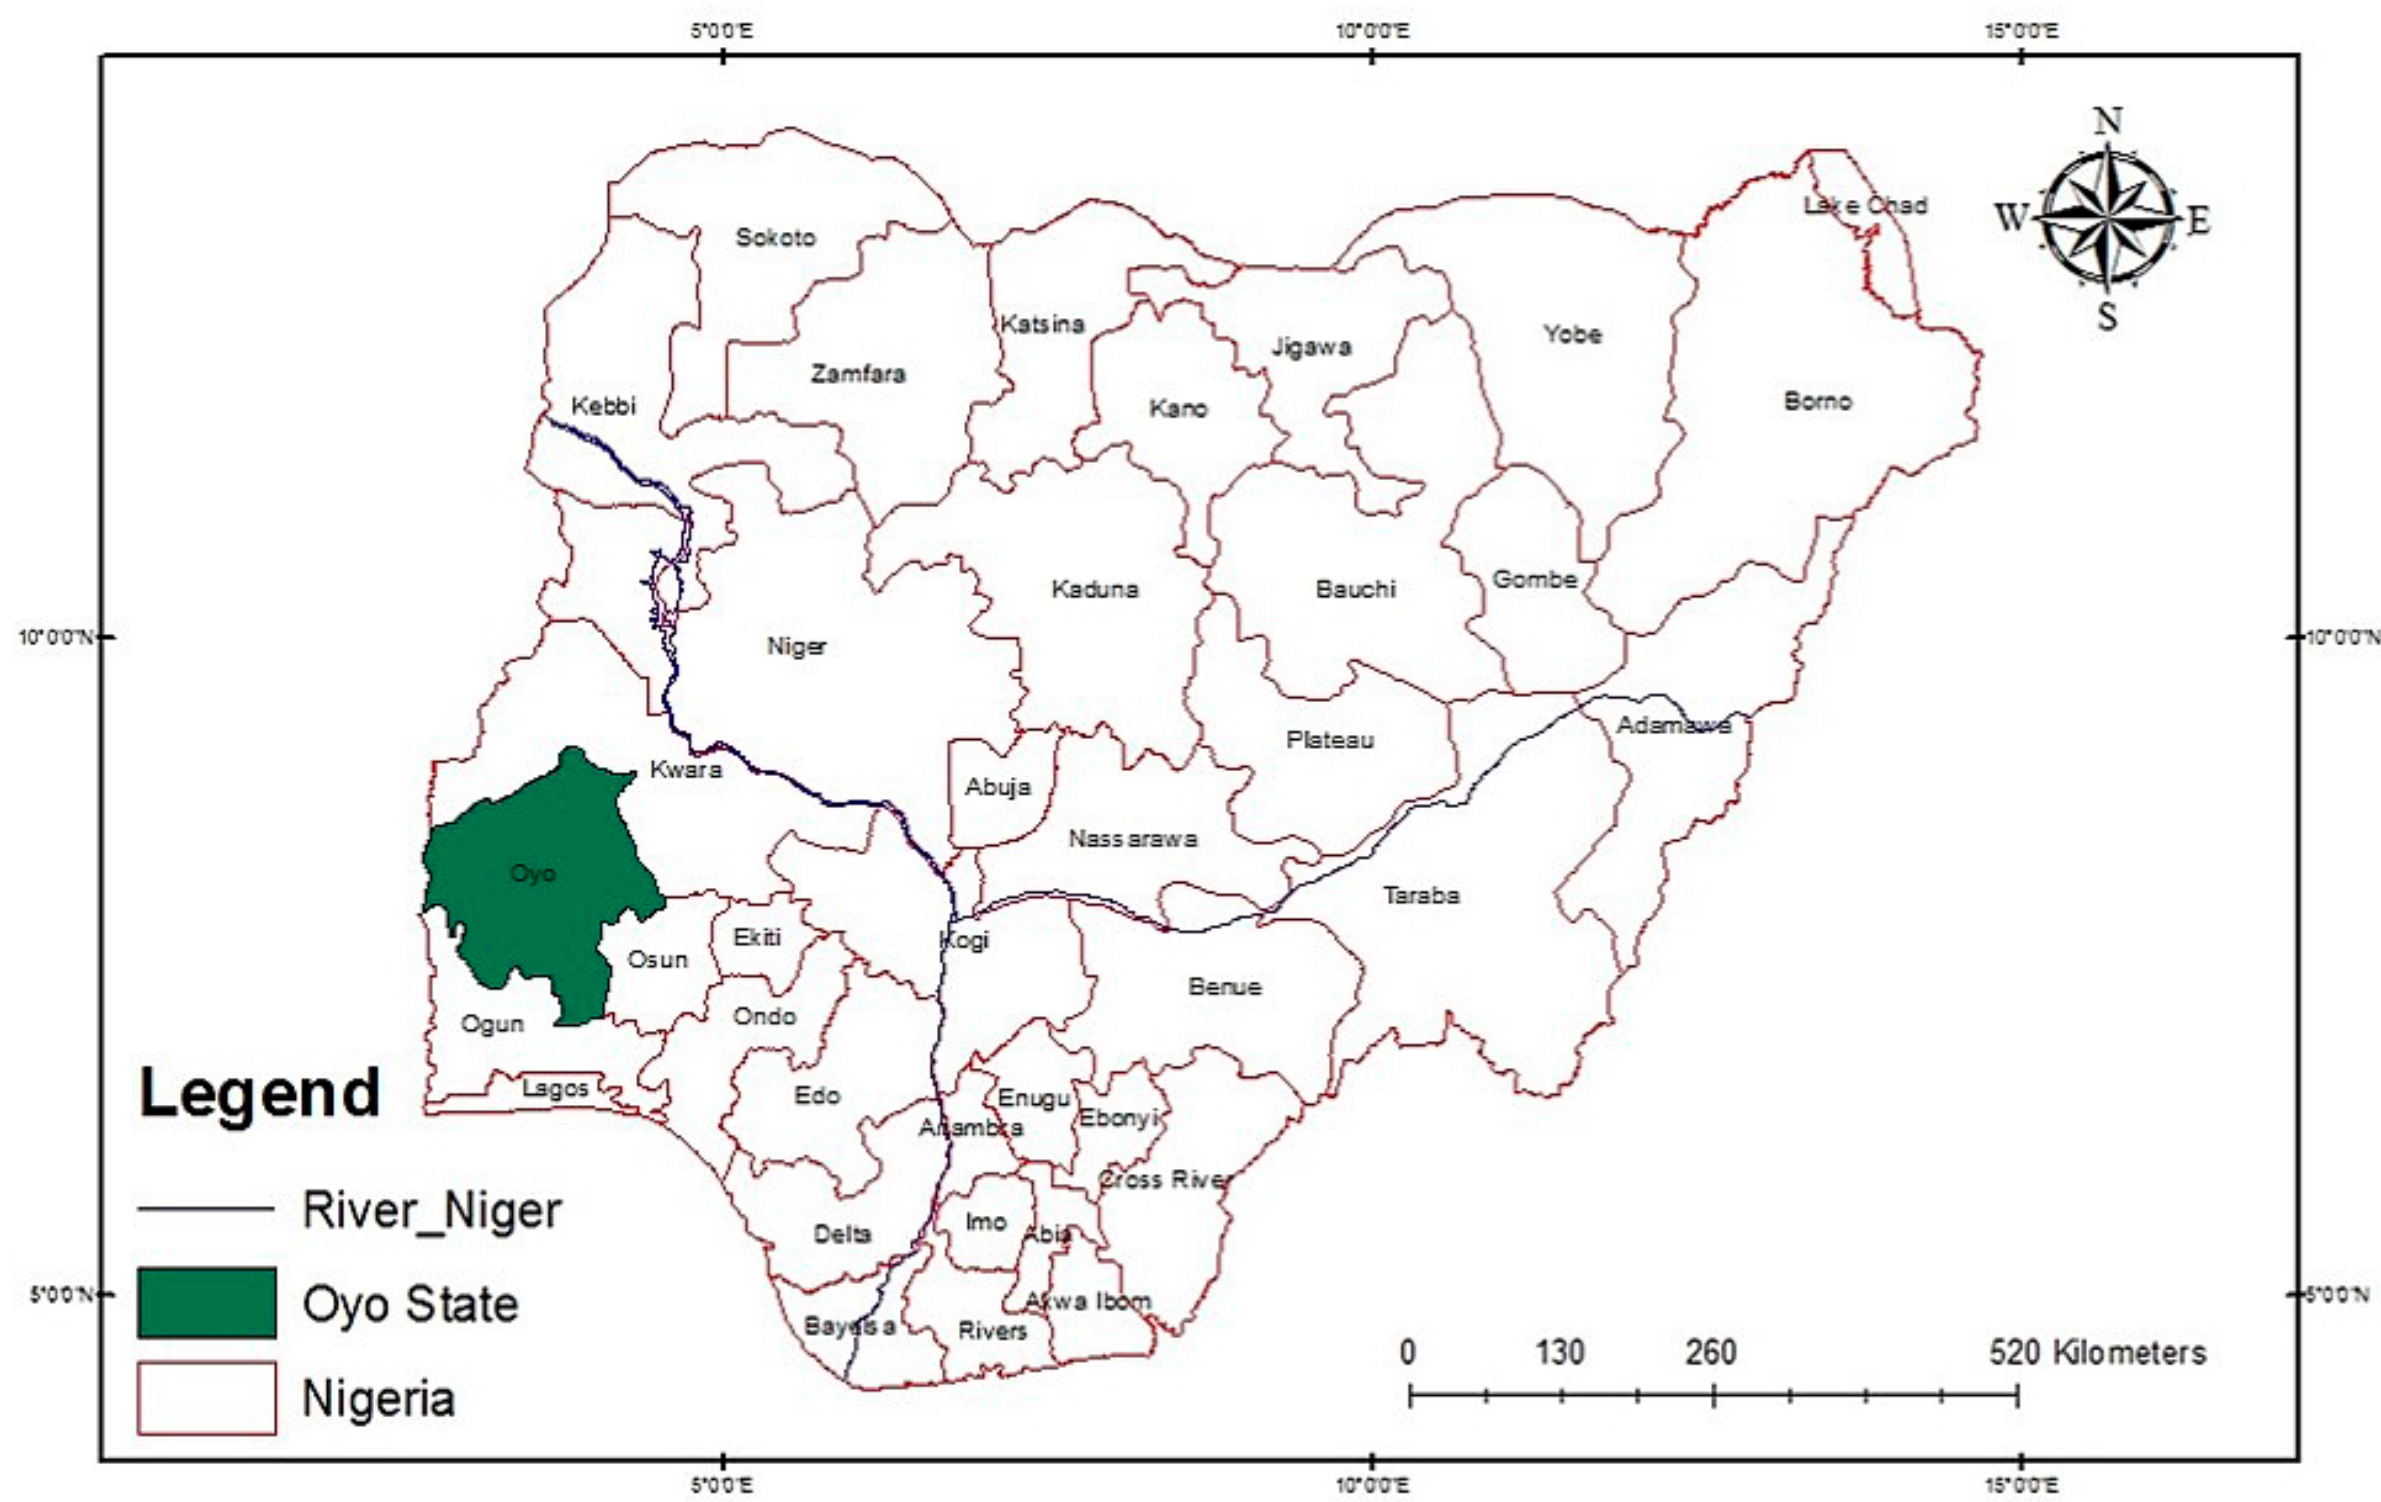 5°0'0"E 10°0'0"E 15°0'0"E
N
Lake Chad
W E
Sokoto
S
Katsina
Yobe
Jigawa
Zamfara
Borno
Kebbi
Kano
Gombe
Kaduna
Bauchi
10°0'0"N 10°0'0"N
Niger
Adamawa
Plateau
Kwara
Abuja
Nassarawa
Oyo
Taraba
Ekiti
Kogi
Osun
Benue
Ondo
Ogun
Legend
Lagos
Edo
Enugu
Ebonyi
Anambra
Cross River
River_Niger
Imo
Delta
Abia
5°0'0"N 5°0'0"N
Oyo State
Akwa Ibom
Bayelsa
Rivers
0 130 260 520 Kilometers
Nigeria
5°0'0"E 10°0'0"E 15°0'0"E